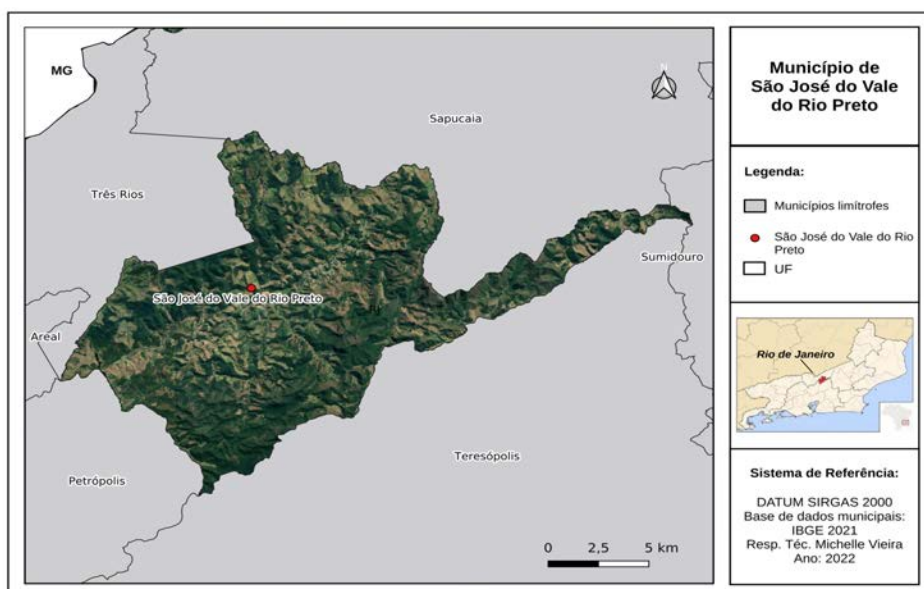 MG
N
Sapucaia
Três Rios
Sumidouro
São José do Vale do Rio Preto
RJ
Areal
Teresópolis
Petrópolis
0 2,5 5 km
Município de
São José do Vale
do Rio Preto
Legenda:
Municípios limítrofes
São José do Vale do Rio
Preto
UF
Rio de Janeiro
Sistema de Referência:
DATUM SIRGAS 2000
Base de dados municipais:
IBGE 2021
Resp. Téc. Michelle Vieira
Ano: 2022